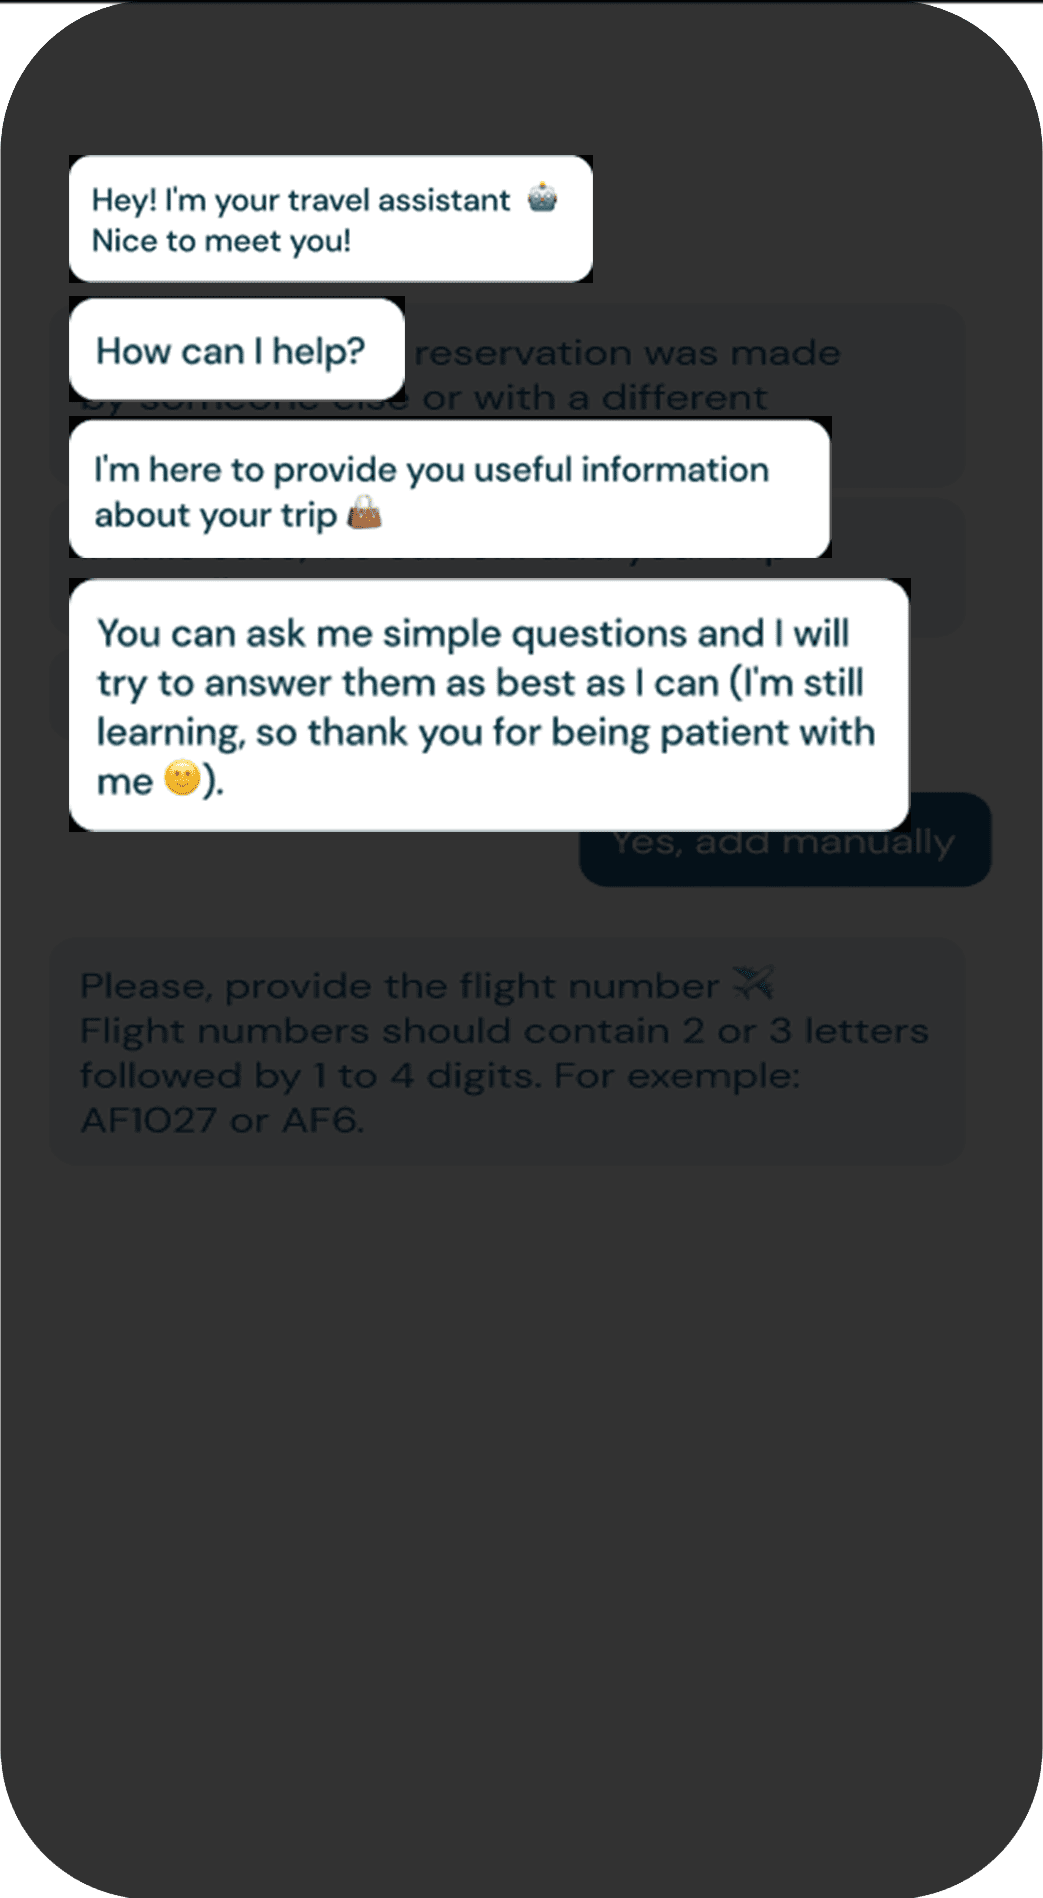 Hey! I'm your travel assistant 🤖
Nice to meet you!
How can I help?
reservation was made
by someone else or with a different
I'm here to provide you useful information
about your trip 👜
You can ask me simple questions and I will
try to answer them as best as I can (I'm still
learning, so thank you for being patient with
me 🙂).
Yes, add manually
Please, provide the flight number ✈
Flight numbers should contain 2 or 3 letters
followed by 1 to 4 digits. For exemple:
AF1027 or AF6.